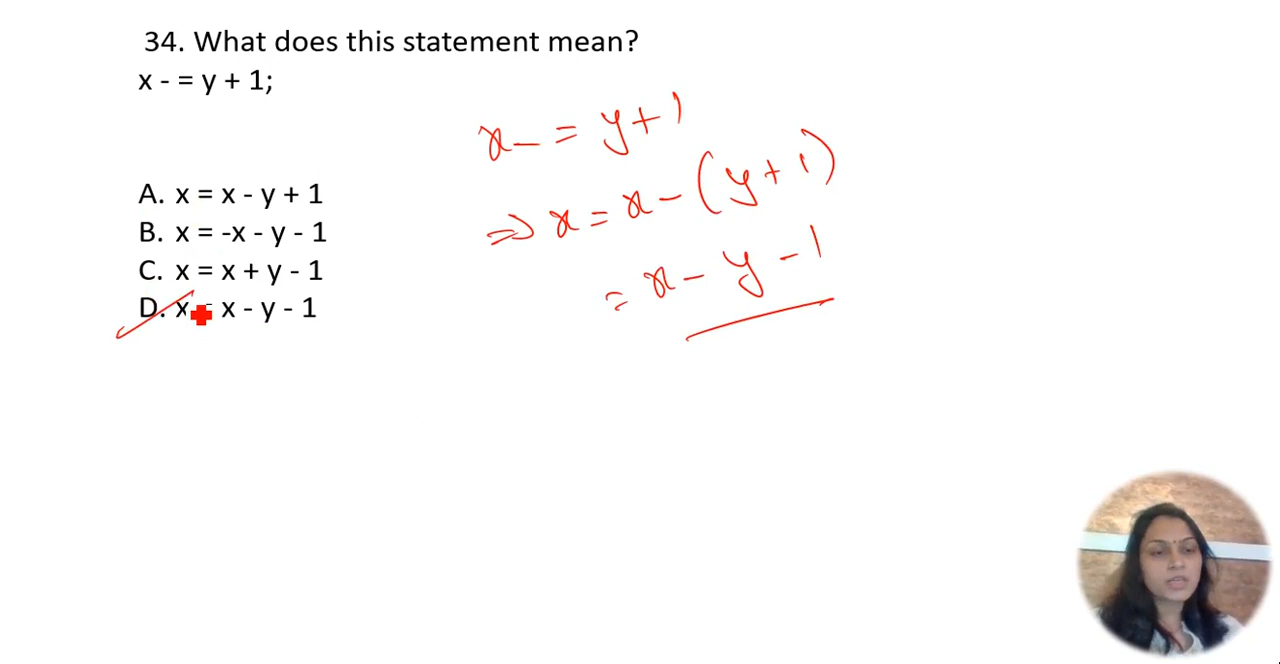 34. What does this statement mean?
x - = y + 1;
x- = y+1
A. x = x - y + 1
⇒ x = x - (y+1)
B. x = -x - y - 1
C. x = x + y - 1
= x - y - 1
D. x = x - y - 1